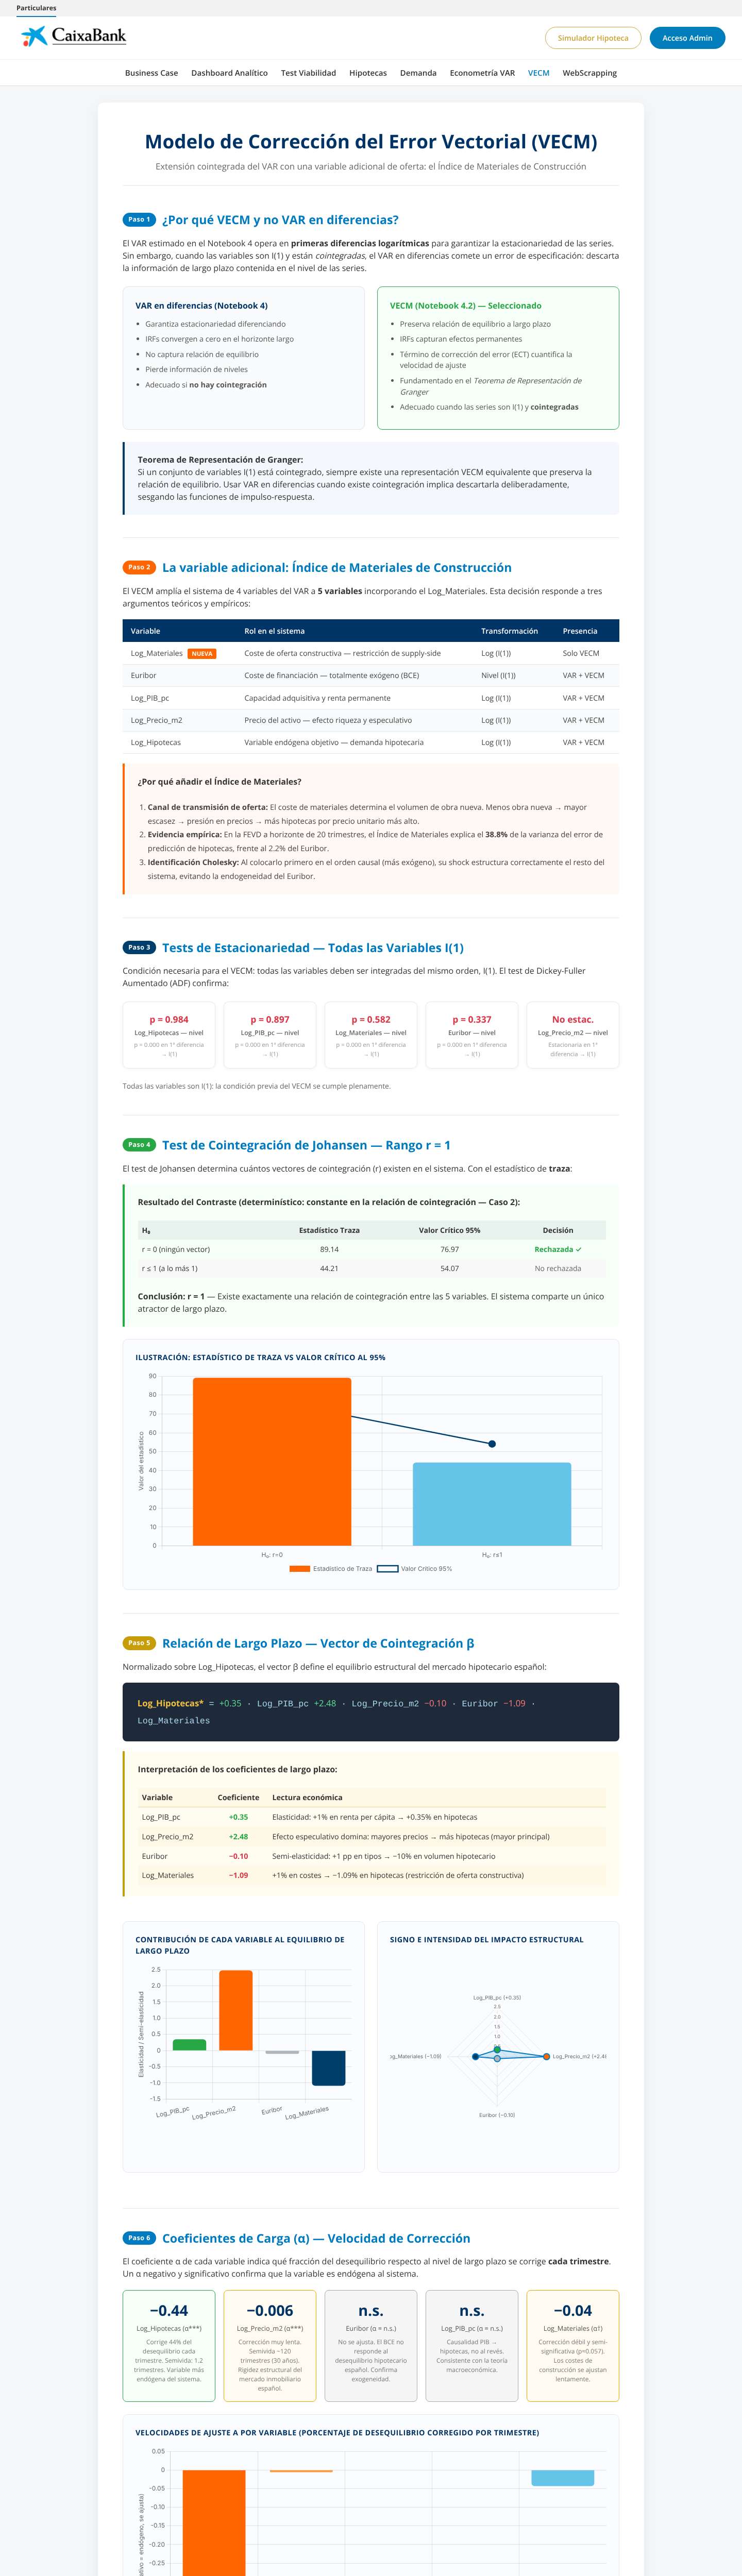 Particulares
CaixaBank
Simulador Hipoteca
Acceso Admin
Business Case
Dashboard Analítico
Test Viabilidad
Hipotecas
Demanda
Econometría VAR
VECM
WebScrapping
Modelo de Corrección del Error Vectorial (VECM)
Extensión cointegrada del VAR con una variable adicional de oferta: el Índice de Materiales de Construcción
Paso 1 ¿Por qué VECM y no VAR en diferencias?
El VAR estimado en el Notebook 4 opera en primeras diferencias logarítmicas para garantizar la estacionariedad de las series.
Sin embargo, cuando las variables son I(1) y están cointegradas, el VAR en diferencias comete un error de especificación: descarta
la información de largo plazo contenida en el nivel de las series.
VAR en diferencias (Notebook 4)
• Garantiza estacionariedad diferenciando
• IRFs convergen a cero en el horizonte largo
• No captura relación de equilibrio
• Pierde información de niveles
• Adecuado si no hay cointegración
VECM (Notebook 4.2) — Seleccionado
• Preserva relación de equilibrio a largo plazo
• IRFs capturan efectos permanentes
• Término de corrección del error (ECT) cuantifica la
velocidad de ajuste
• Fundamentado en el Teorema de Representación de
Granger
• Adecuado cuando las series son I(1) y cointegradas
Teorema de Representación de Granger:
Si un conjunto de variables I(1) está cointegrado, siempre existe una representación VECM equivalente que preserva la
relación de equilibrio. Usar VAR en diferencias cuando existe cointegración implica descartarla deliberadamente,
sesgando las funciones de impulso-respuesta.
Paso 2 La variable adicional: Índice de Materiales de Construcción
El VECM amplía el sistema de 4 variables del VAR a 5 variables incorporando el Log_Materiales. Esta decisión responde a tres
argumentos teóricos y empíricos:
Variable Rol en el sistema Transformación Presencia
Log_Materiales NUEVA Coste de oferta constructiva — restricción de supply-side Log (I(1)) Solo VECM
Euribor Coste de financiación — totalmente exógeno (BCE) Nivel (I(1)) VAR + VECM
Log_PIB_pc Capacidad adquisitiva y renta permanente Log (I(1)) VAR + VECM
Log_Precio_m2 Precio del activo — efecto riqueza y especulativo Log (I(1)) VAR + VECM
Log_Hipotecas Variable endógena objetivo — demanda hipotecaria Log (I(1)) VAR + VECM
¿Por qué añadir el Índice de Materiales?
1. Canal de transmisión de oferta: El coste de materiales determina el volumen de obra nueva. Menos obra nueva → mayor
escasez → presión en precios → más hipotecas por precio unitario más alto.
2. Evidencia empírica: En la FEVD a horizonte de 20 trimestres, el Índice de Materiales explica el 38.8% de la varianza del error de
predicción de hipotecas, frente al 2.2% del Euribor.
3. Identificación Cholesky: Al colocarlo primero en el orden causal (más exógeno), su shock estructura correctamente el resto del
sistema, evitando la endogeneidad del Euribor.
Paso 3 Tests de Estacionariedad — Todas las Variables I(1)
Condición necesaria para el VECM: todas las variables deben ser integradas del mismo orden, I(1). El test de Dickey-Fuller
Aumentado (ADF) confirma:
p = 0.984
Log_Hipotecas — nivel
p = 0.000 en 1ª diferencia
→ I(1)
p = 0.897
Log_PIB_pc — nivel
p = 0.000 en 1ª diferencia
→ I(1)
p = 0.582
Log_Materiales — nivel
p = 0.000 en 1ª diferencia
→ I(1)
p = 0.337
Euribor — nivel
p = 0.000 en 1ª diferencia
→ I(1)
No estac.
Log_Precio_m2 — nivel
Estacionaria en 1ª
diferencia → I(1)
Todas las variables son I(1): la condición previa del VECM se cumple plenamente.
Paso 4 Test de Cointegración de Johansen — Rango r = 1
El test de Johansen determina cuántos vectores de cointegración (r) existen en el sistema. Con el estadístico de traza:
Resultado del Contraste (determinístico: constante en la relación de cointegración — Caso 2):
H₀ Estadístico Traza Valor Crítico 95% Decisión
r = 0 (ningún vector) 89.14 76.97 Rechazada ✓
r ≤ 1 (a lo más 1) 44.21 54.07 No rechazada
Conclusión: r = 1 — Existe exactamente una relación de cointegración entre las 5 variables. El sistema comparte un único
atractor de largo plazo.
ILUSTRACIÓN: ESTADÍSTICO DE TRAZA VS VALOR CRÍTICO AL 95%
Valor del estadístico
90
80
70
60
50
40
30
20
10
0
H₀: r=0
H₀: r≤1
Estadístico de Traza
Valor Crítico 95%
Paso 5 Relación de Largo Plazo — Vector de Cointegración β
Normalizado sobre Log_Hipotecas, el vector β define el equilibrio estructural del mercado hipotecario español:
Log_Hipotecas* = +0.35 · Log_PIB_pc +2.48 · Log_Precio_m2 −0.10 · Euribor −1.09 ·
Log_Materiales
Interpretación de los coeficientes de largo plazo:
Variable Coeficiente Lectura económica
Log_PIB_pc +0.35 Elasticidad: +1% en renta per cápita → +0.35% en hipotecas
Log_Precio_m2 +2.48 Efecto especulativo domina: mayores precios → más hipotecas (mayor principal)
Euribor −0.10 Semi-elasticidad: +1 pp en tipos → −10% en volumen hipotecario
Log_Materiales −1.09 +1% en costes → −1.09% en hipotecas (restricción de oferta constructiva)
CONTRIBUCIÓN DE CADA VARIABLE AL EQUILIBRIO DE
LARGO PLAZO
Elasticidad / Semi-elasticidad
2.5
2.0
1.5
1.0
0.5
0
−0.5
−1.0
−1.5
Log_PIB_pc
Log_Precio_m2
Euribor
Log_Materiales
SIGNO E INTENSIDAD DEL IMPACTO ESTRUCTURAL
Log_PIB_pc (+0.35)
2.5
2.0
1.5
1.0
og_Materiales (−1.09)
Log_Precio_m2 (+2.48)
Euribor (−0.10)
Paso 6 Coeficientes de Carga (α) — Velocidad de Corrección
El coeficiente α de cada variable indica qué fracción del desequilibrio respecto al nivel de largo plazo se corrige cada trimestre.
Un α negativo y significativo confirma que la variable es endógena al sistema.
−0.44
Log_Hipotecas (α***)
Corrige 44% del
desequilibrio cada
trimestre. Semivida: 1,2
trimestres. Variable más
endógena del sistema.
−0.006
Log_Precio_m2 (α***)
Corrección muy lenta.
Semivida ~120
trimestres (30 años).
Rigidez estructural del
mercado inmobiliario
español.
n.s.
Euribor (α = n.s.)
No se ajusta. El BCE no
responde al
desequilibrio hipotecario
español. Confirma
exogeneidad.
n.s.
Log_PIB_pc (α = n.s.)
Causalidad PIB →
hipotecas, no al revés.
Consistente con la teoría
macroeconómica.
−0.04
Log_Materiales (α†)
Corrección débil y semi-
significativa (p=0.057).
Los costes de
construcción se ajustan
lentamente.
VELOCIDADES DE AJUSTE Α POR VARIABLE (PORCENTAJE DE DESEQUILIBRIO CORREGIDO POR TRIMESTRE)
0.05
0
−0.05
−0.10
−0.15
−0.20
−0.25
ativo = endógeno, se ajusta)